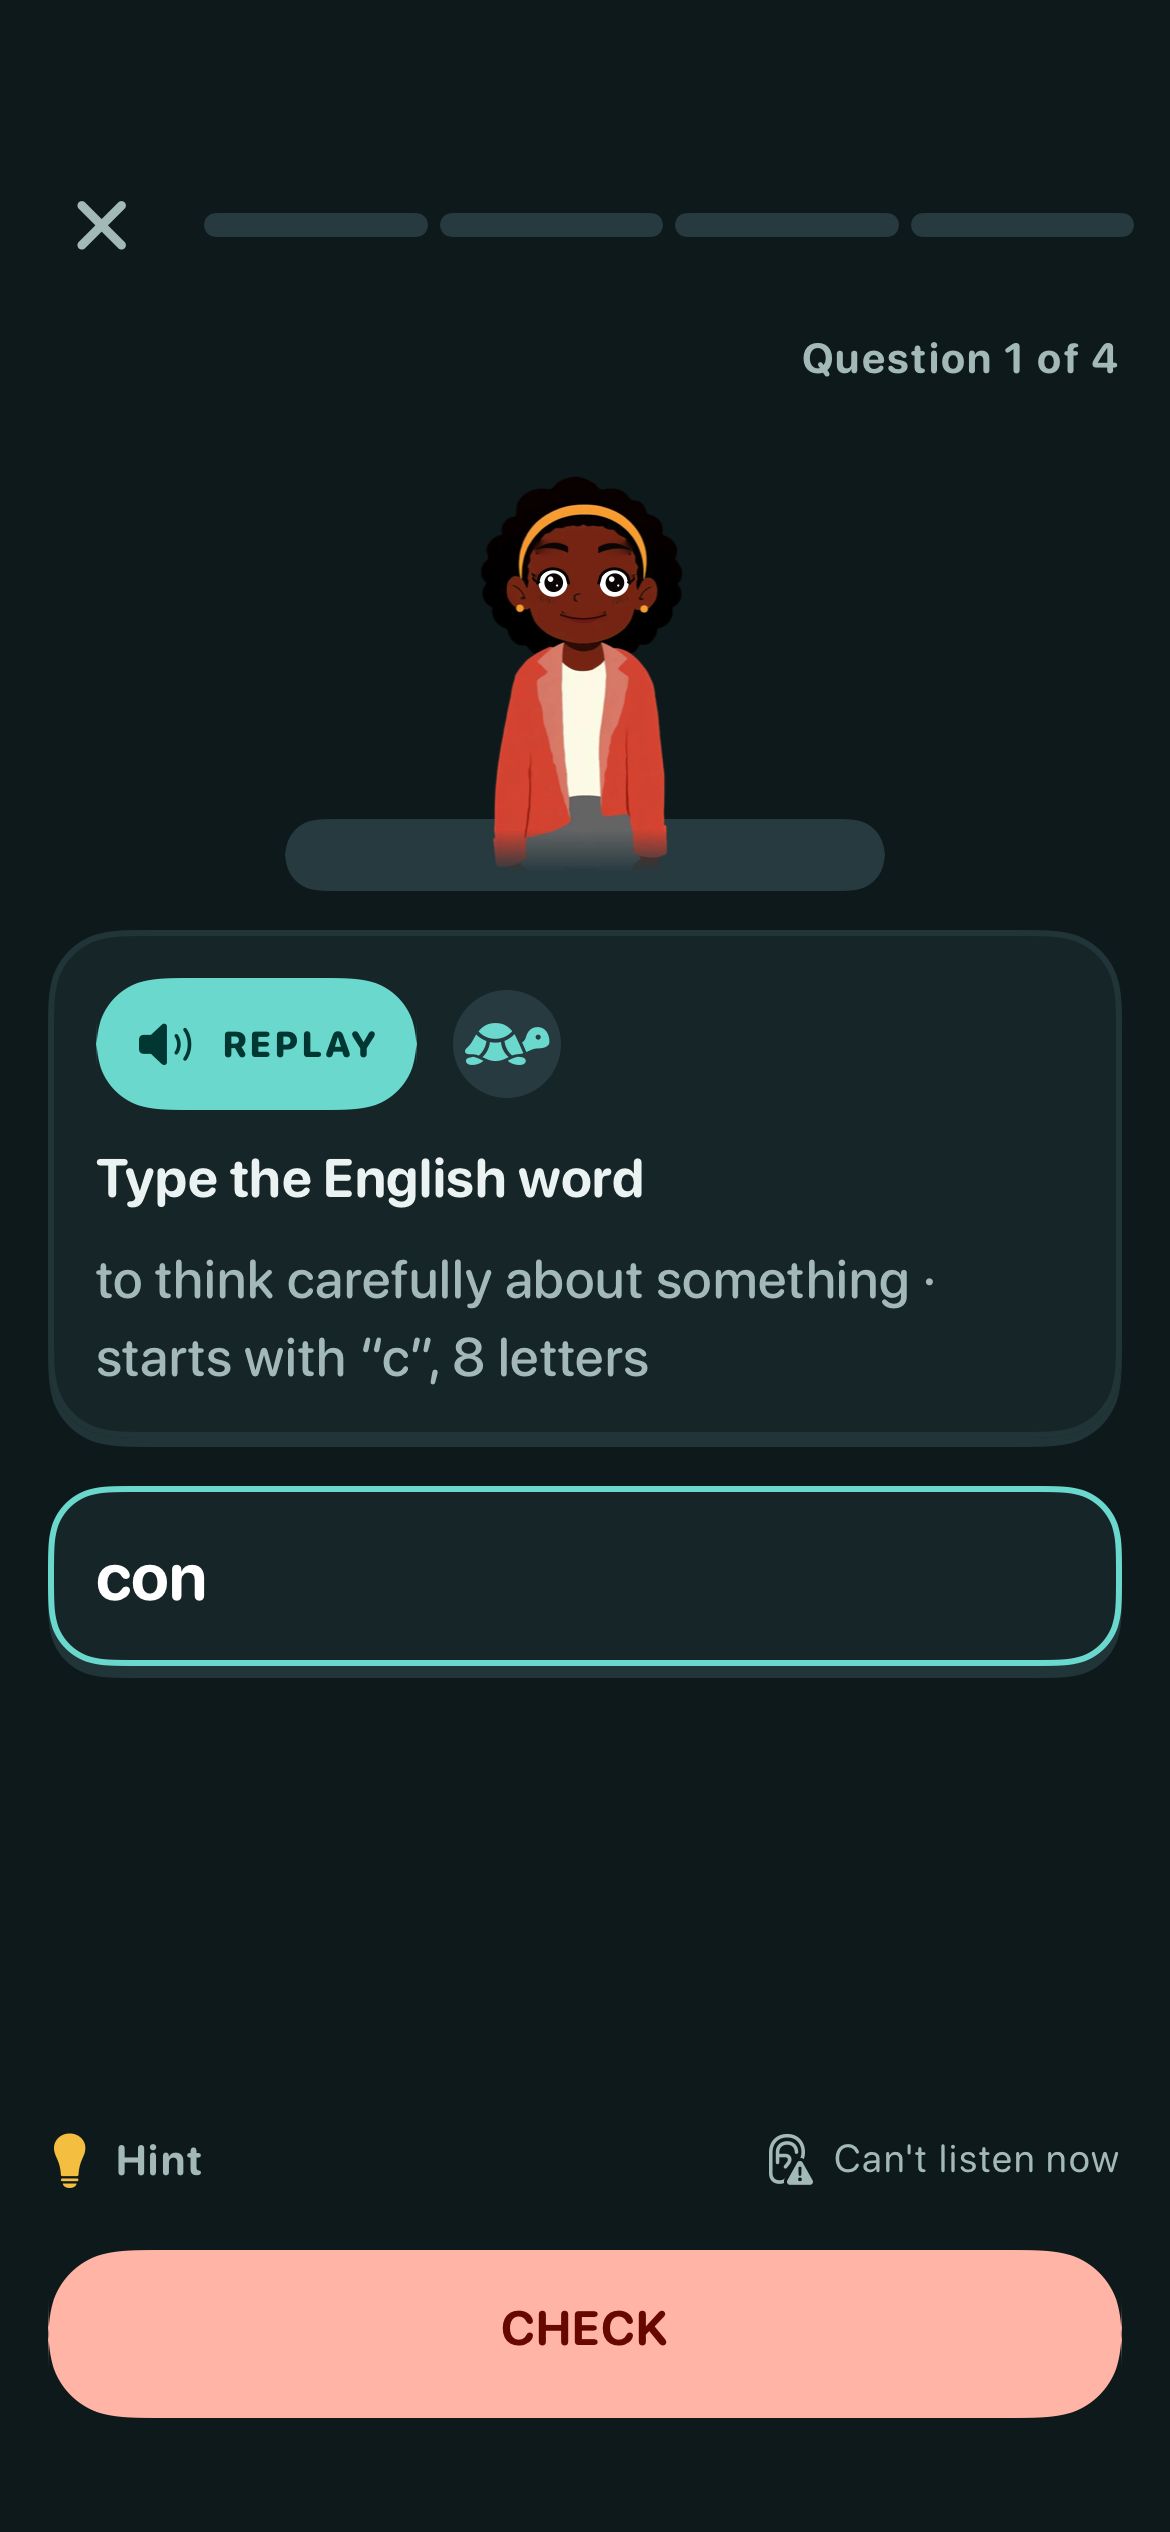 Question 1 of 4
REPLAY
Type the English word
to think carefully about something ·
starts with “c”, 8 letters
con
Hint
Can't listen now
CHECK